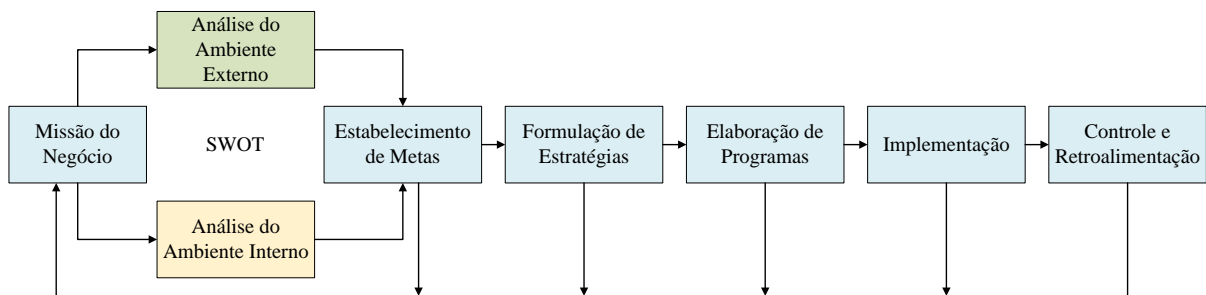 Análise do
Ambiente
Externo
Missão do
Negócio
SWOT
Estabelecimento
de Metas
Formulação de
Estratégias
Elaboração de
Programas
Implementação
Controle e
Retroalimentação
Análise do
Ambiente Interno